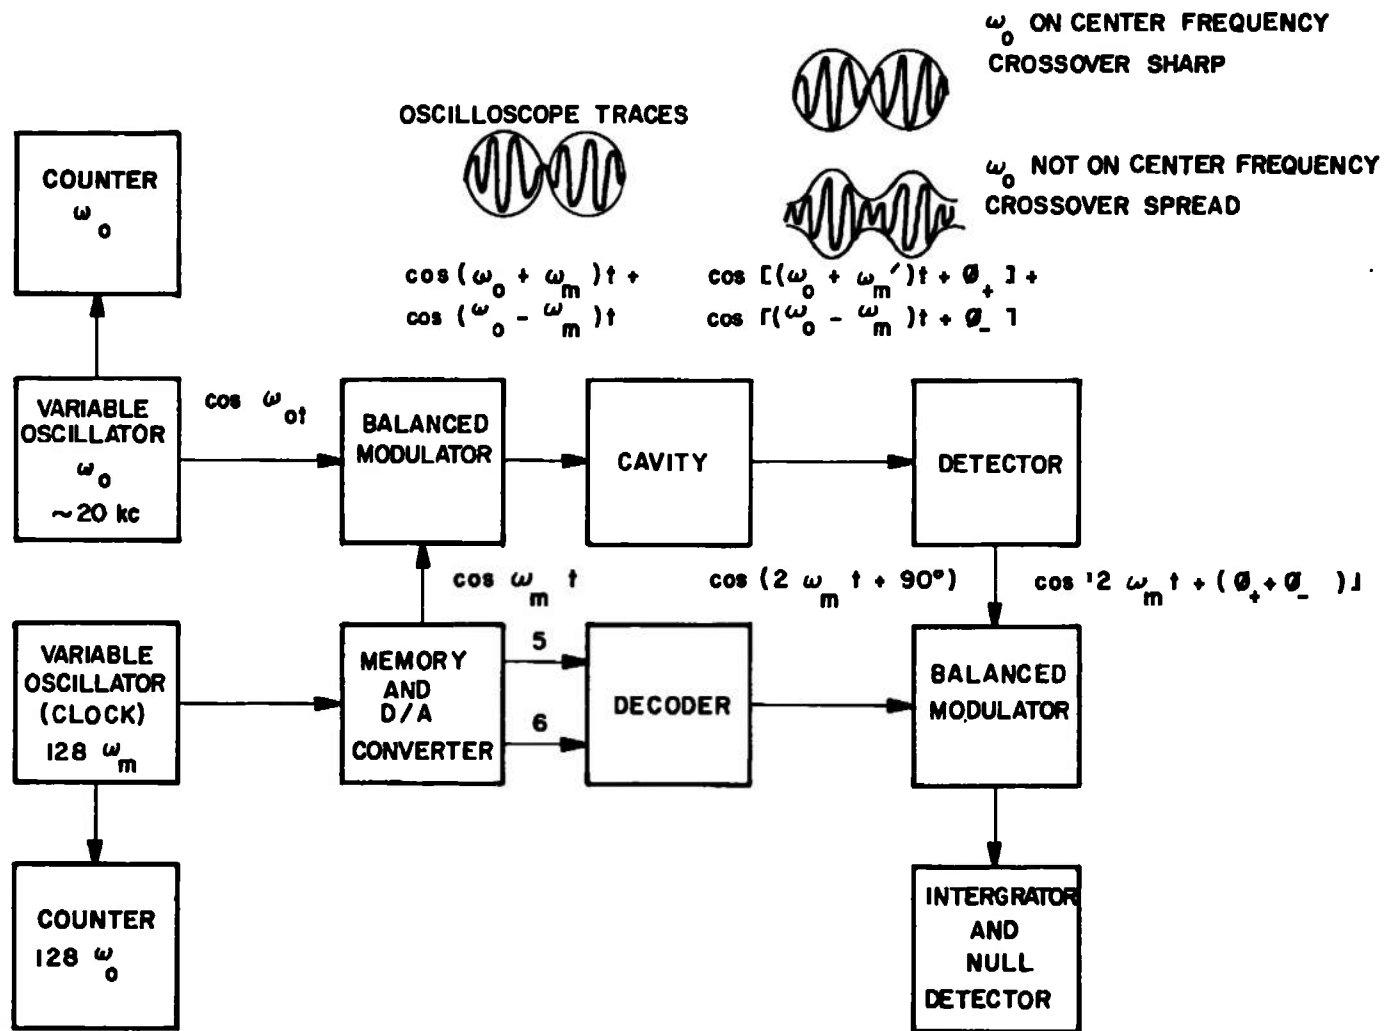 ω₀ ON CENTER FREQUENCY
CROSSOVER SHARP
OSCILLOSCOPE TRACES
ω₀ NOT ON CENTER FREQUENCY
CROSSOVER SPREAD
COUNTER
ω₀
cos (ω₀ + ωₘ) t +
cos (ω₀ - ωₘ) t
cos [(ω₀ + ωₘ′) t + Ø₊ ] +
cos [(ω₀ - ωₘ) t + Ø₋ ]
VARIABLE
OSCILLATOR
ω₀
~20 kc
cos ω₀t
BALANCED
MODULATOR
CAVITY
DETECTOR
cos ωₘ t
cos (2 ωₘ t + 90°)
cos '2 ωₘ t + (Ø₊ + Ø₋ )]
VARIABLE
OSCILLATOR
(CLOCK)
128 ωₘ
MEMORY
AND
D/A
CONVERTER
5
6
DECODER
BALANCED
MODULATOR
COUNTER
128 ω₀
INTERGRATOR
AND
NULL
DETECTOR